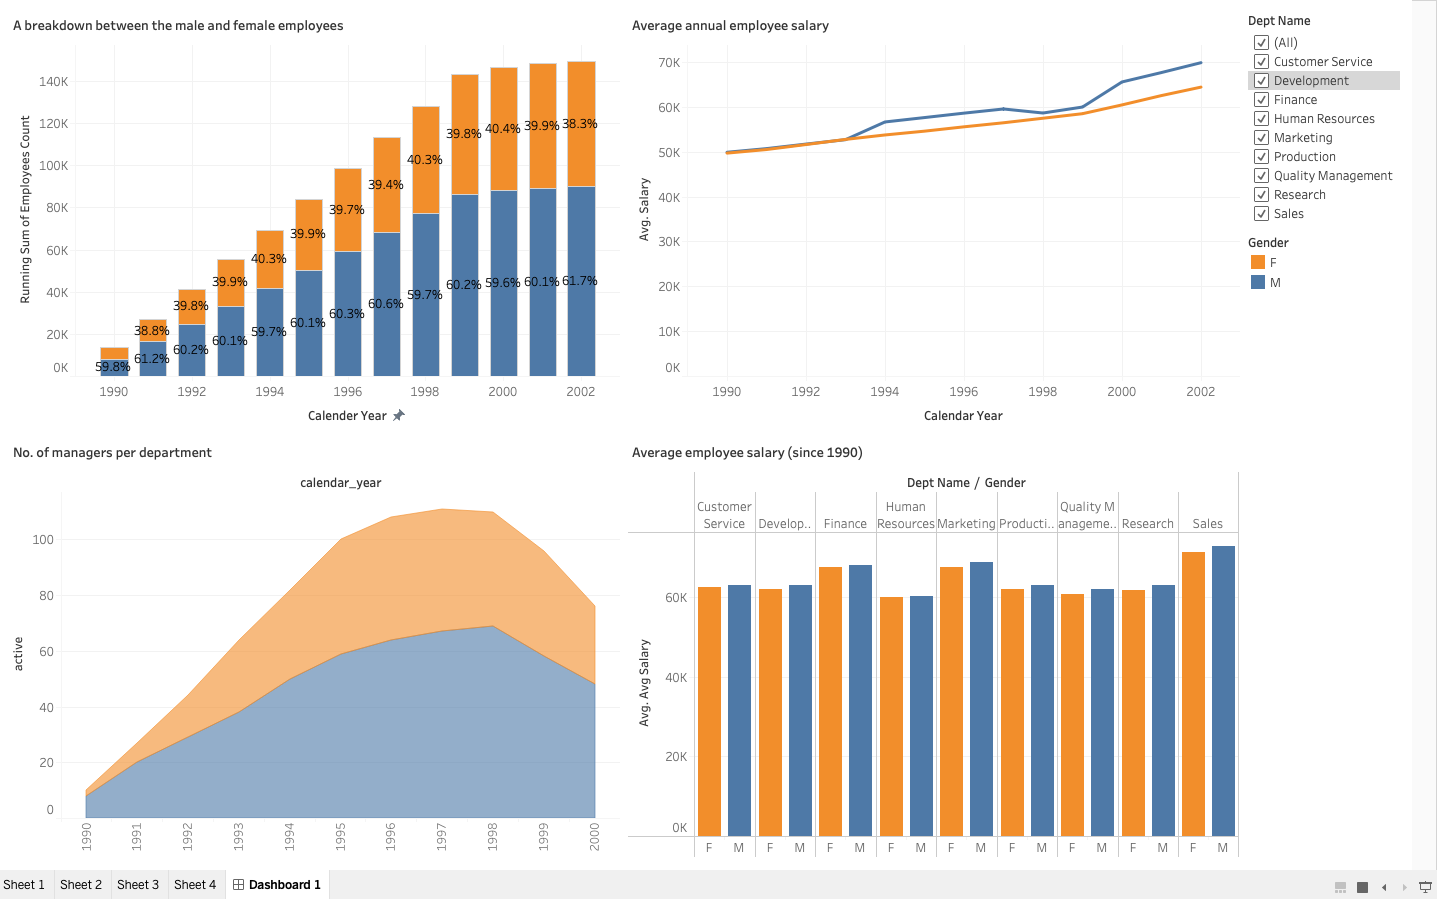 A breakdown between the male and female employees
Running Sum of Employees Count
140K
120K
100K
80K
60K
40K
20K
0K
59.8%
38.8%
61.2%
39.8%
60.2%
39.9%
60.1%
40.3%
59.7%
39.9%
60.1%
39.7%
60.3%
39.4%
60.6%
40.3%
59.7%
39.8%
60.2%
40.4%
59.6%
39.9%
60.1%
38.3%
61.7%
1990 1992 1994 1996 1998 2000 2002
Calender Year
Average annual employee salary
Avg. Salary
70K
60K
50K
40K
30K
20K
10K
0K
1990 1992 1994 1996 1998 2000 2002
Calendar Year
Dept Name
(All)
Customer Service
Development
Finance
Human Resources
Marketing
Production
Quality Management
Research
Sales
Gender
F
M
No. of managers per department
calendar_year
active
100
80
60
40
20
0
1990 1991 1992 1993 1994 1995 1996 1997 1998 1999 2000
Average employee salary (since 1990)
Dept Name / Gender
Customer Service
Develop..
Finance
Human Resources
Marketing
Producti..
Quality M anageme..
Research
Sales
Avg. Avg Salary
60K
40K
20K
0K
F M F M F M F M F M F M F M F M F M
Sheet 1 Sheet 2 Sheet 3 Sheet 4 Dashboard 1